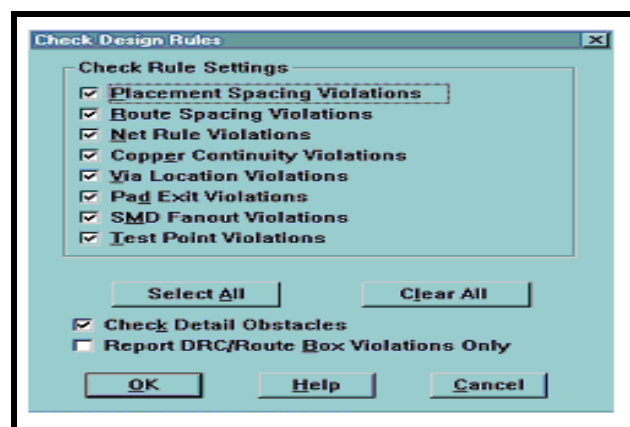 Check Design Rules
Check Rule Settings
Placement Spacing Violations
Route Spacing Violations
Net Rule Violations
Copper Continuity Violations
Via Location Violations
Pad Exit Violations
SMD Fanout Violations
Test Point Violations
Select All Clear All
Check Detail Obstacles
Report DRC/Route Box Violations Only
OK Help Cancel